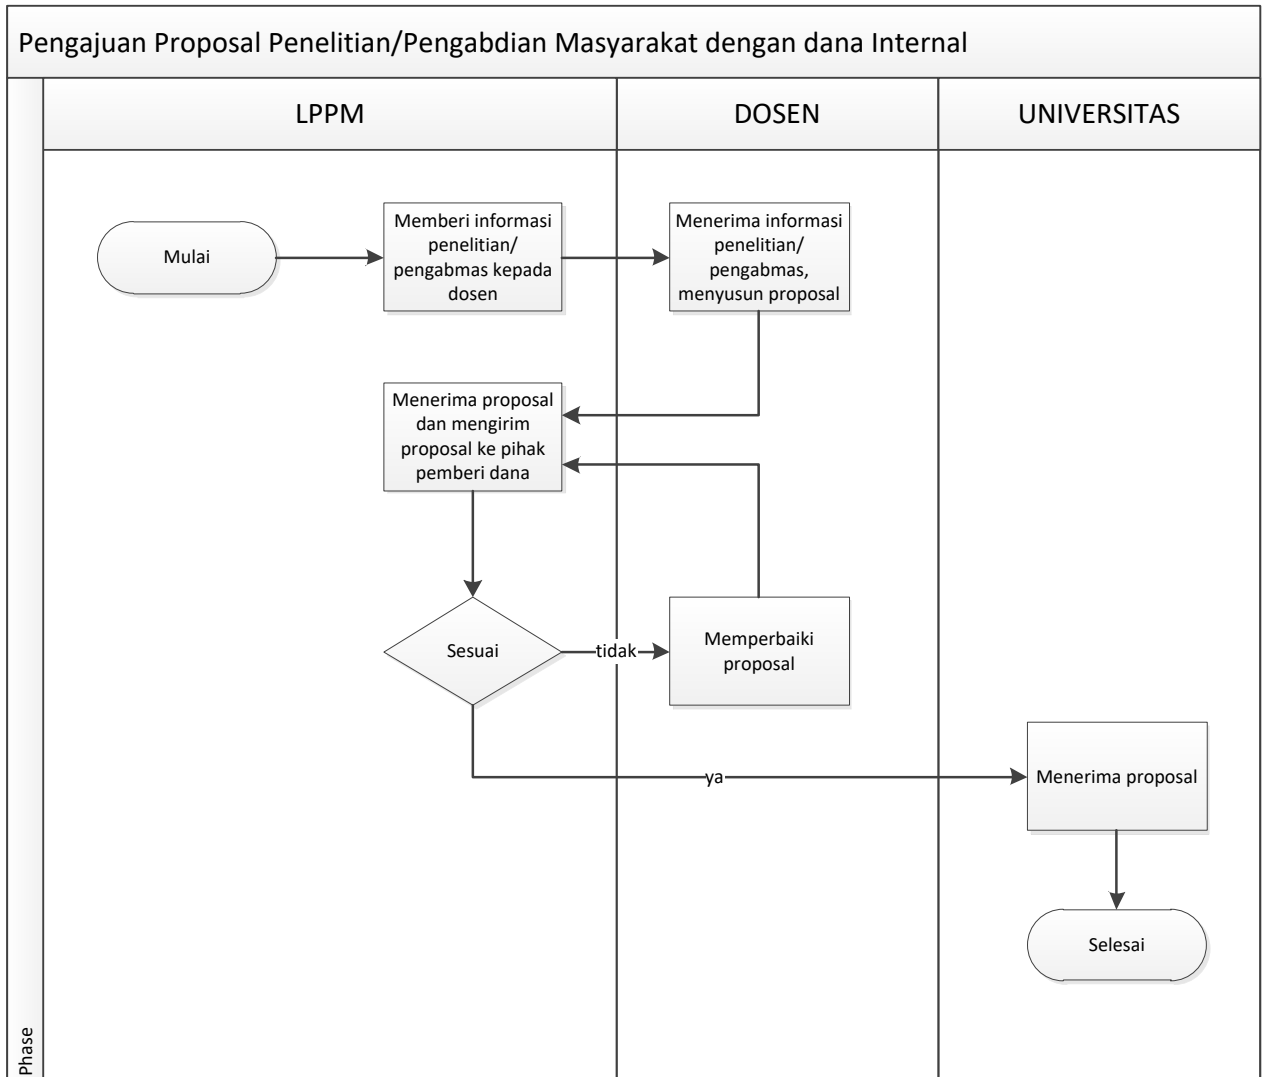 Pengajuan Proposal Penelitian/Pengabdian Masyarakat dengan dana Internal
LPPM
DOSEN
UNIVERSITAS
Mulai
Memberi informasi
penelitian/
pengabmas kepada
dosen
Menerima informasi
penelitian/
pengabmas,
menyusun proposal
Menerima proposal
dan mengirim
proposal ke pihak
pemberi dana
Sesuai
tidak
Memperbaiki
proposal
ya
Menerima proposal
Selesai
Phase